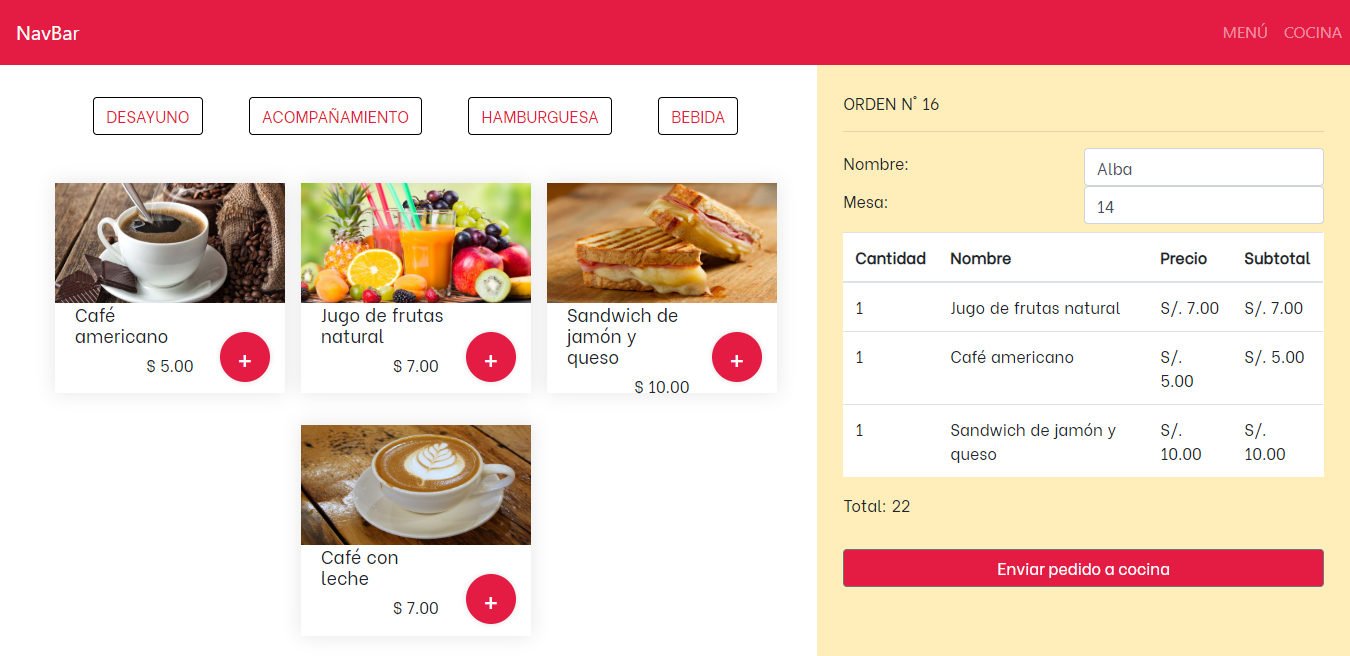 NavBar
MENÚ COCINA
DESAYUNO ACOMPAÑAMIENTO HAMBURGUESA BEBIDA
Café
americano
$ 5.00
+
Jugo de frutas
natural
$ 7.00
+
Sandwich de
jamón y
queso
$ 10.00
+
Café con
leche
$ 7.00
+
ORDEN N° 16
Nombre: Alba
Mesa: 14
Cantidad Nombre Precio Subtotal
1 Jugo de frutas natural S/. 7.00 S/. 7.00
1 Café americano S/. S/. 5.00
5.00
1 Sandwich de jamón y S/. S/.
queso 10.00 10.00
Total: 22
Enviar pedido a cocina